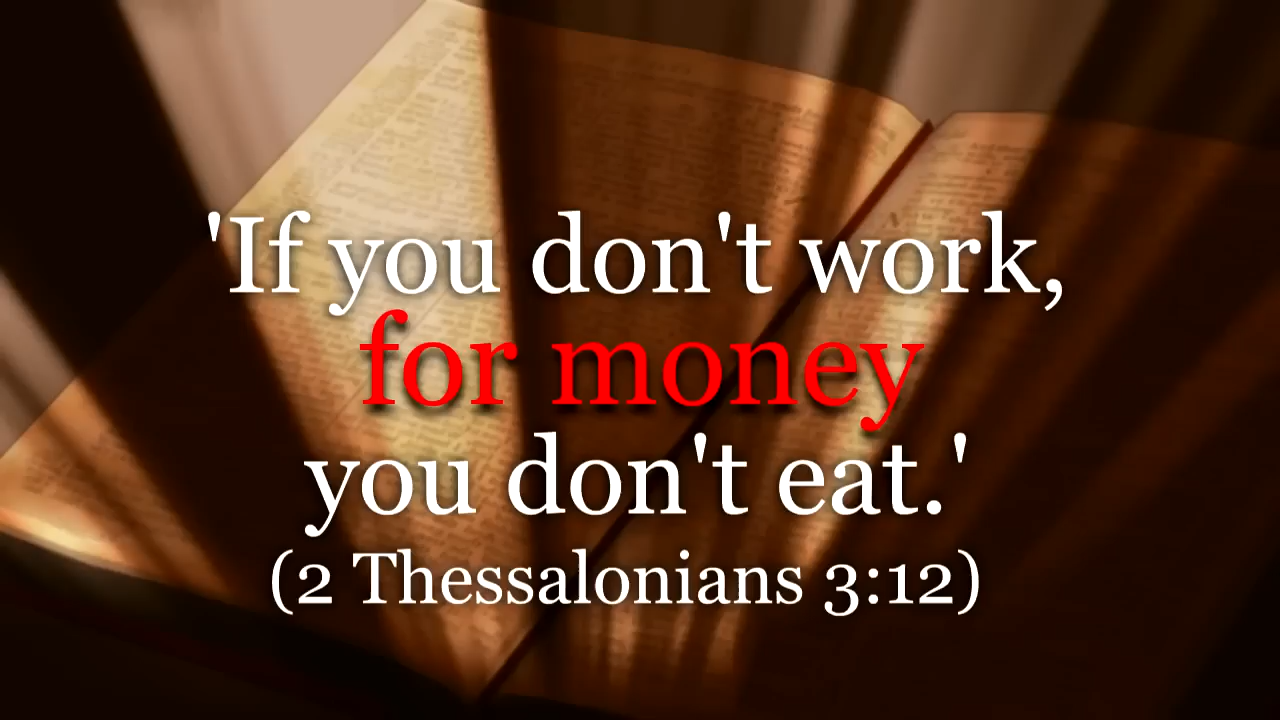 'If you don't work,
for money
you don't eat.'
(2 Thessalonians 3:12)